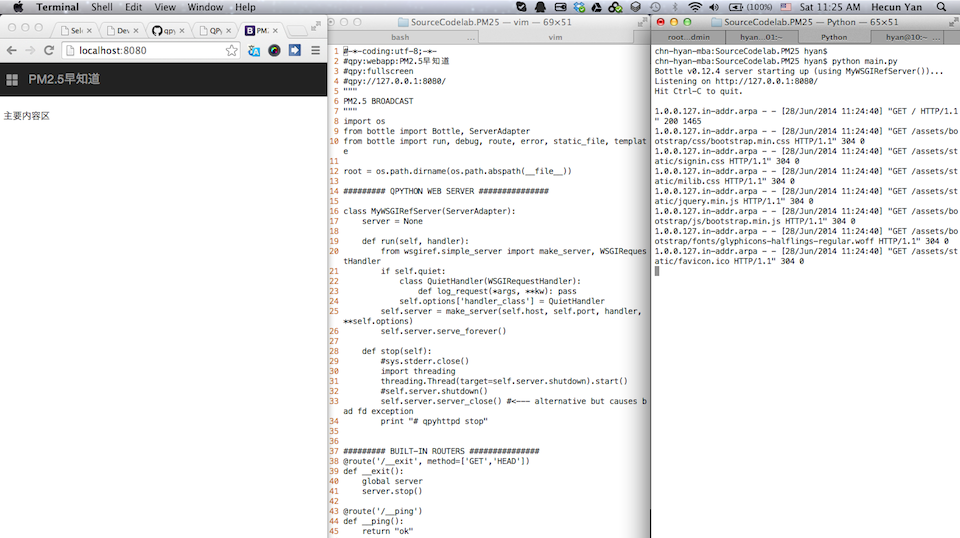 Terminal Shell Edit View Window Help
(100%) Sat 11:25 AM Hecun Yan
Sel
De
qp
QP
PM.
localhost:8080
PM2.5早知道
主要内容区
SourceCodelab.PM25 — vim — 69×51
bash ...
vim
1 #-*-coding:utf-8;-*-
2 #qpy:webapp:PM2.5早知道
3 #qpy:fullscreen
4 #qpy://127.0.0.1:8080/
5 """
6 PM2.5 BROADCAST
7 """
8 import os
9 from bottle import Bottle, ServerAdapter
10 from bottle import run, debug, route, error, static_file, templat
e
11
12 root = os.path.dirname(os.path.abspath(__file__))
13
14 ######### QPYTHON WEB SERVER ###############
15
16 class MyWSGIRefServer(ServerAdapter):
17 server = None
18
19 def run(self, handler):
20 from wsgiref.simple_server import make_server, WSGIReques
tHandler
21 if self.quiet:
22 class QuietHandler(WSGIRequestHandler):
23 def log_request(*args, **kw): pass
24 self.options['handler_class'] = QuietHandler
25 self.server = make_server(self.host, self.port, handler,
**self.options)
26 self.server.serve_forever()
27
28 def stop(self):
29 #sys.stderr.close()
30 import threading
31 threading.Thread(target=self.server.shutdown).start()
32 #self.server.shutdown()
33 self.server.server_close() #<--- alternative but causes b
ad fd exception
34 print "# qpyhttpd stop"
35
36
37 ######### BUILT-IN ROUTERS ###############
38 @route('/__exit', method=['GET','HEAD'])
39 def __exit():
40 global server
41 server.stop()
42
43 @route('/__ping')
44 def __ping():
45 return "ok"
SourceCodelab.PM25 — Python — 65×51
root...dmin
hyan...01:~
Python
hyan@10:~
chn-hyan-mba:SourceCodelab.PM25 hyan$
chn-hyan-mba:SourceCodelab.PM25 hyan$ python main.py
Bottle v0.12.4 server starting up (using MyWSGIRefServer())...
Listening on http://127.0.0.1:8080/
Hit Ctrl-C to quit.
1.0.0.127.in-addr.arpa - - [28/Jun/2014 11:24:40] "GET / HTTP/1.1
" 200 1465
1.0.0.127.in-addr.arpa - - [28/Jun/2014 11:24:40] "GET /assets/bo
otstrap/css/bootstrap.min.css HTTP/1.1" 304 0
1.0.0.127.in-addr.arpa - - [28/Jun/2014 11:24:40] "GET /assets/st
atic/signin.css HTTP/1.1" 304 0
1.0.0.127.in-addr.arpa - - [28/Jun/2014 11:24:40] "GET /assets/st
atic/milib.css HTTP/1.1" 304 0
1.0.0.127.in-addr.arpa - - [28/Jun/2014 11:24:40] "GET /assets/st
atic/jquery.min.js HTTP/1.1" 304 0
1.0.0.127.in-addr.arpa - - [28/Jun/2014 11:24:40] "GET /assets/bo
otstrap/js/bootstrap.min.js HTTP/1.1" 304 0
1.0.0.127.in-addr.arpa - - [28/Jun/2014 11:24:40] "GET /assets/bo
otstrap/fonts/glyphicons-halflings-regular.woff HTTP/1.1" 304 0
1.0.0.127.in-addr.arpa - - [28/Jun/2014 11:24:40] "GET /assets/st
atic/favicon.ico HTTP/1.1" 304 0